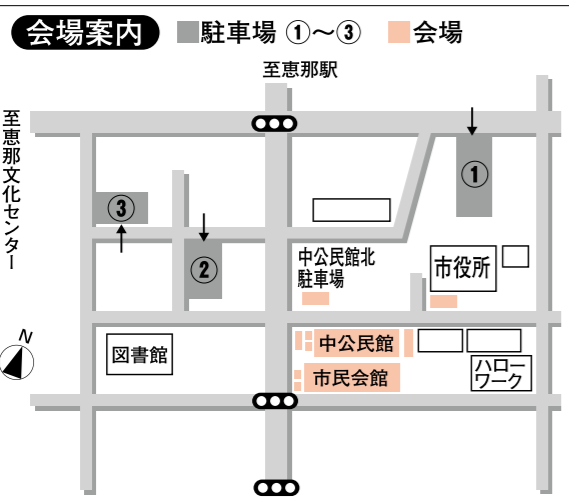 会場案内 駐車場 ①〜③ 会場
至恵那駅
至恵那文化センター
①
③
②
中公民館北
駐車場
市役所
N
図書館
中公民館
市民会館
ハロー
ワーク